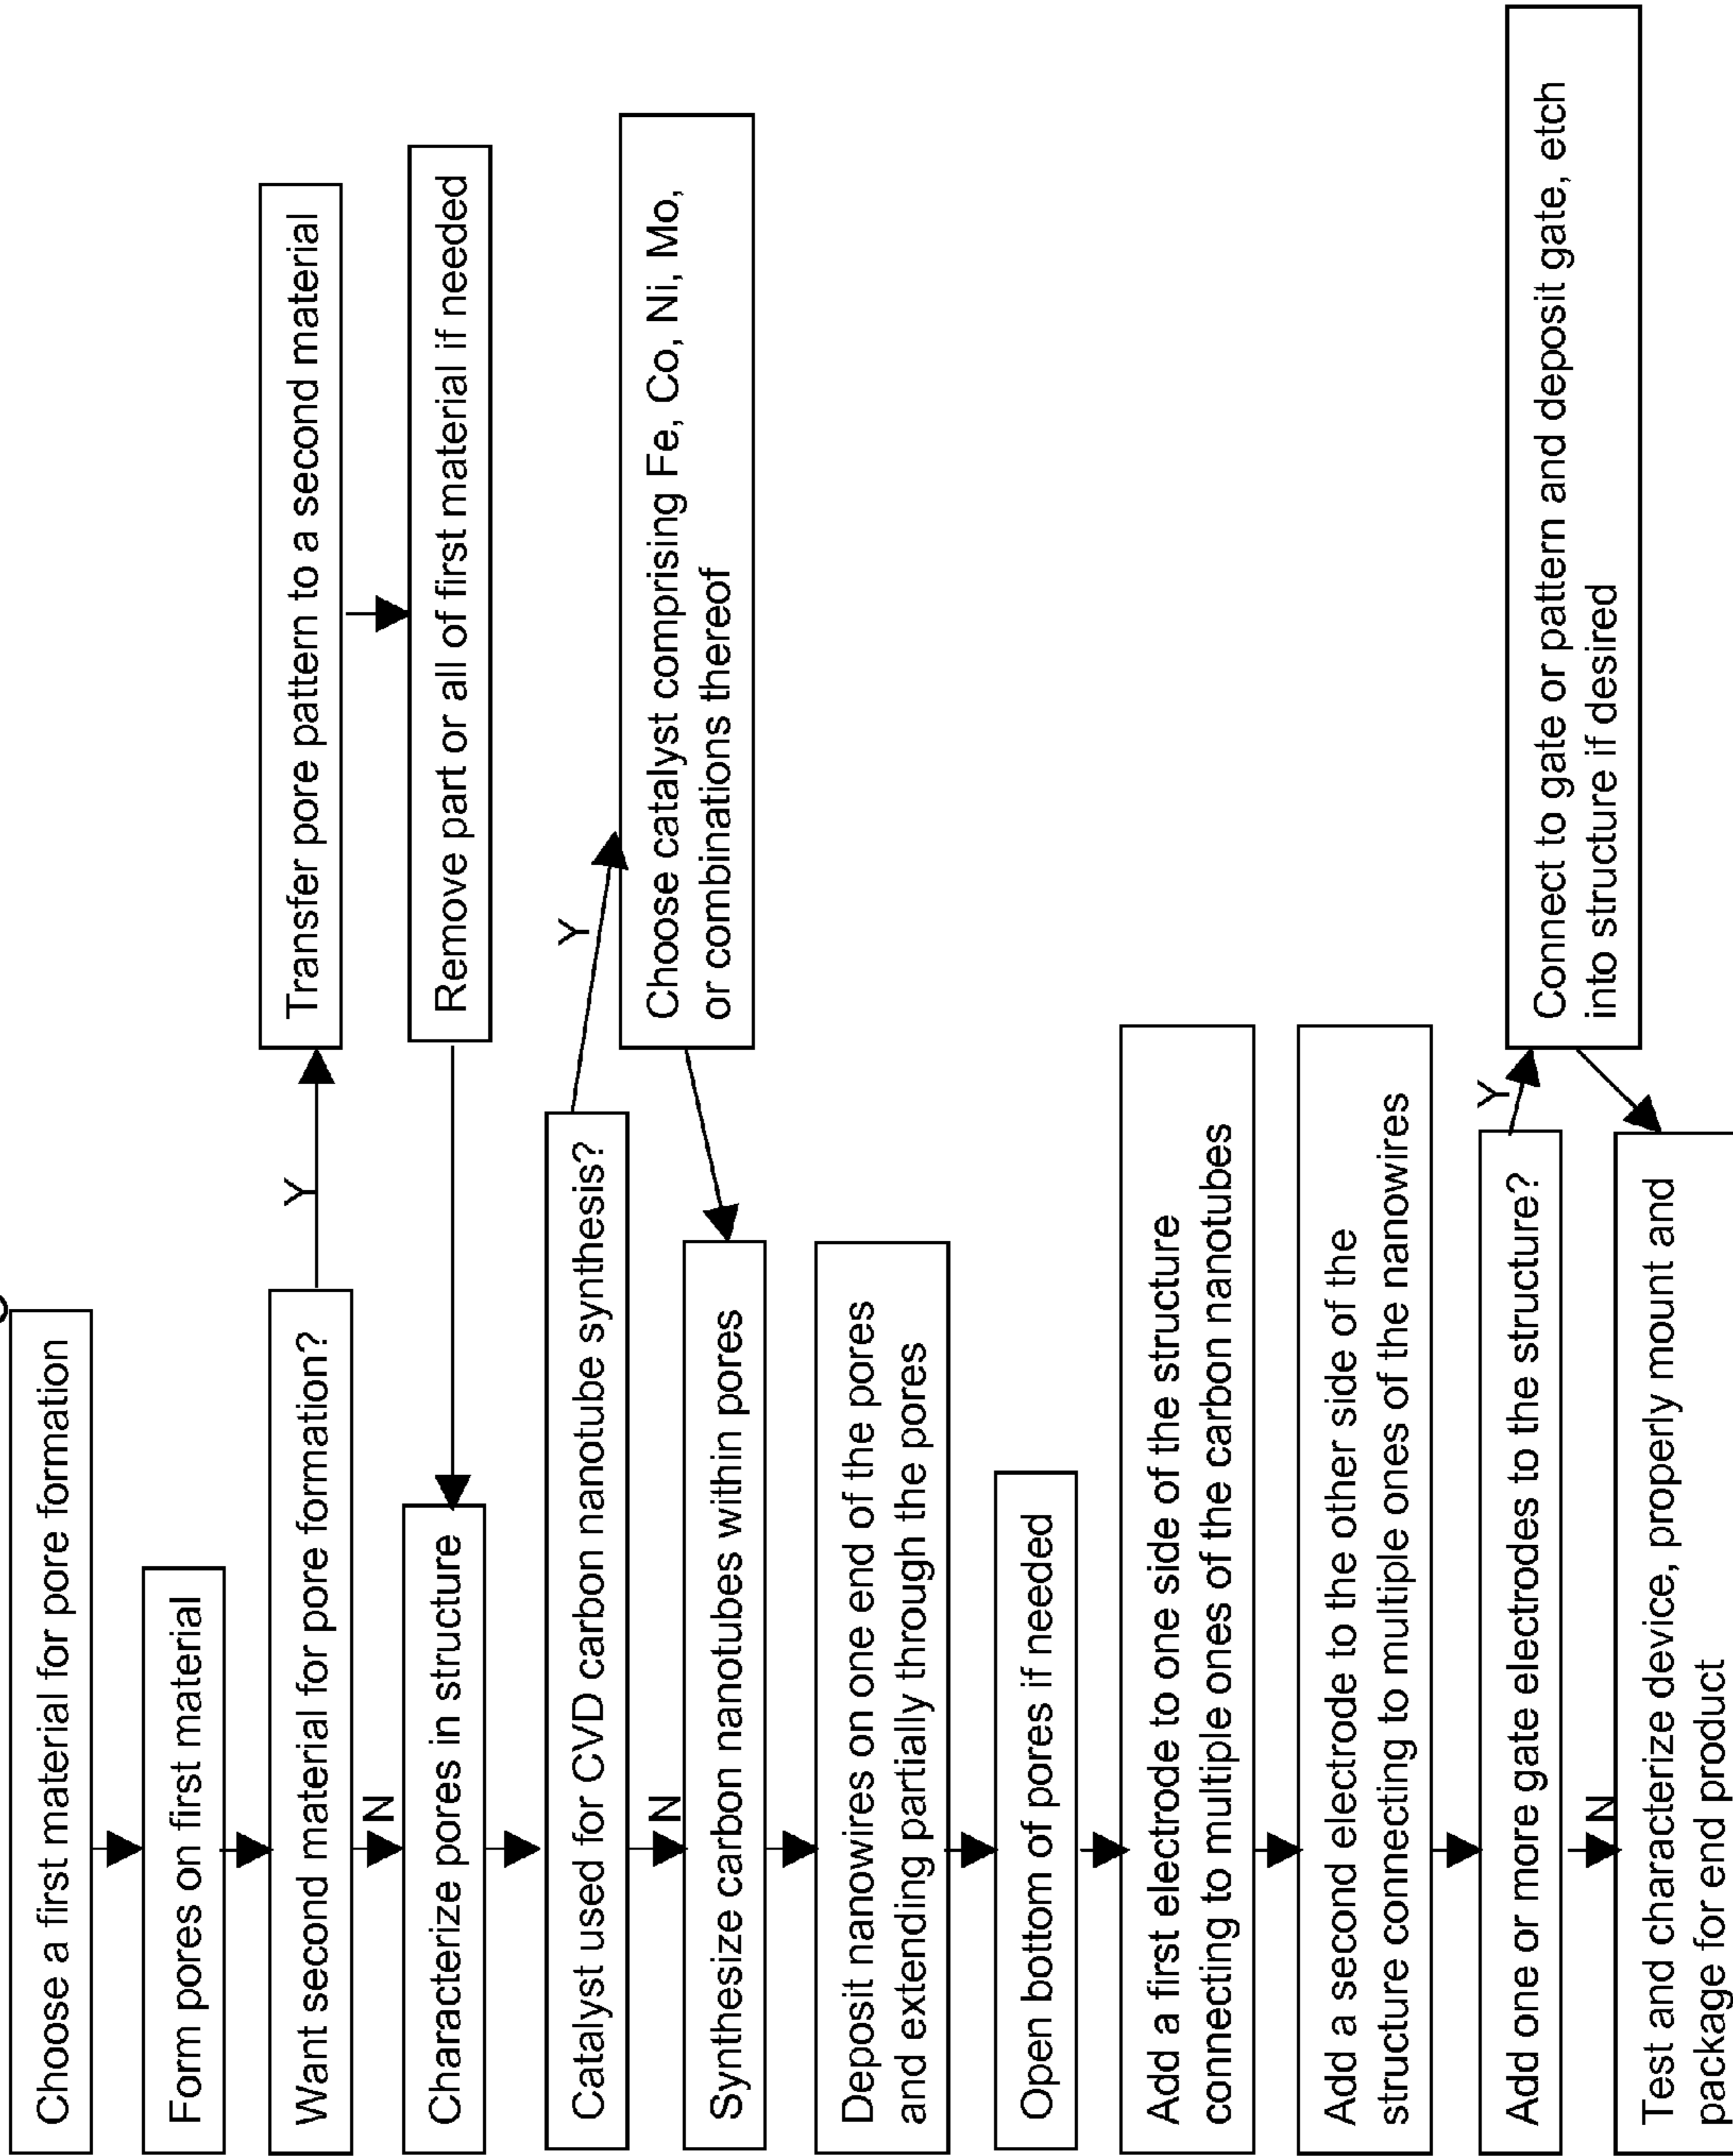 Choose a first material for pore formation
Form pores on first material
Want second material for pore formation?
Y
Transfer pore pattern to a second material
Remove part or all of first material if needed
N
Characterize pores in structure
Catalyst used for CVD carbon nanotube synthesis?
Y
Choose catalyst comprising Fe, Co, Ni, Mo,
or combinations thereof
N
Synthesize carbon nanotubes within pores
Deposit nanowires on one end of the pores
and extending partially through the pores
Open bottom of pores if needed
Add a first electrode to one side of the structure
connecting to multiple ones of the carbon nanotubes
Add a second electrode to the other side of the
structure connecting to multiple ones of the nanowires
Add one or more gate electrodes to the structure?
Y
Connect to gate or pattern and deposit gate, etch
into structure if desired
N
Test and characterize device, properly mount and
package for end product